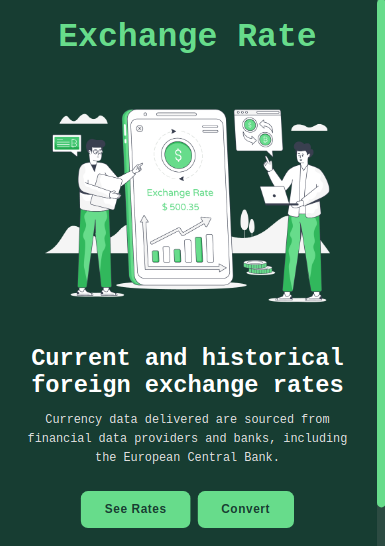 Exchange Rate
$
Exchange Rate
$ 500.35
Current and historical
foreign exchange rates
Currency data delivered are sourced from
financial data providers and banks, including
the European Central Bank.
See Rates
Convert